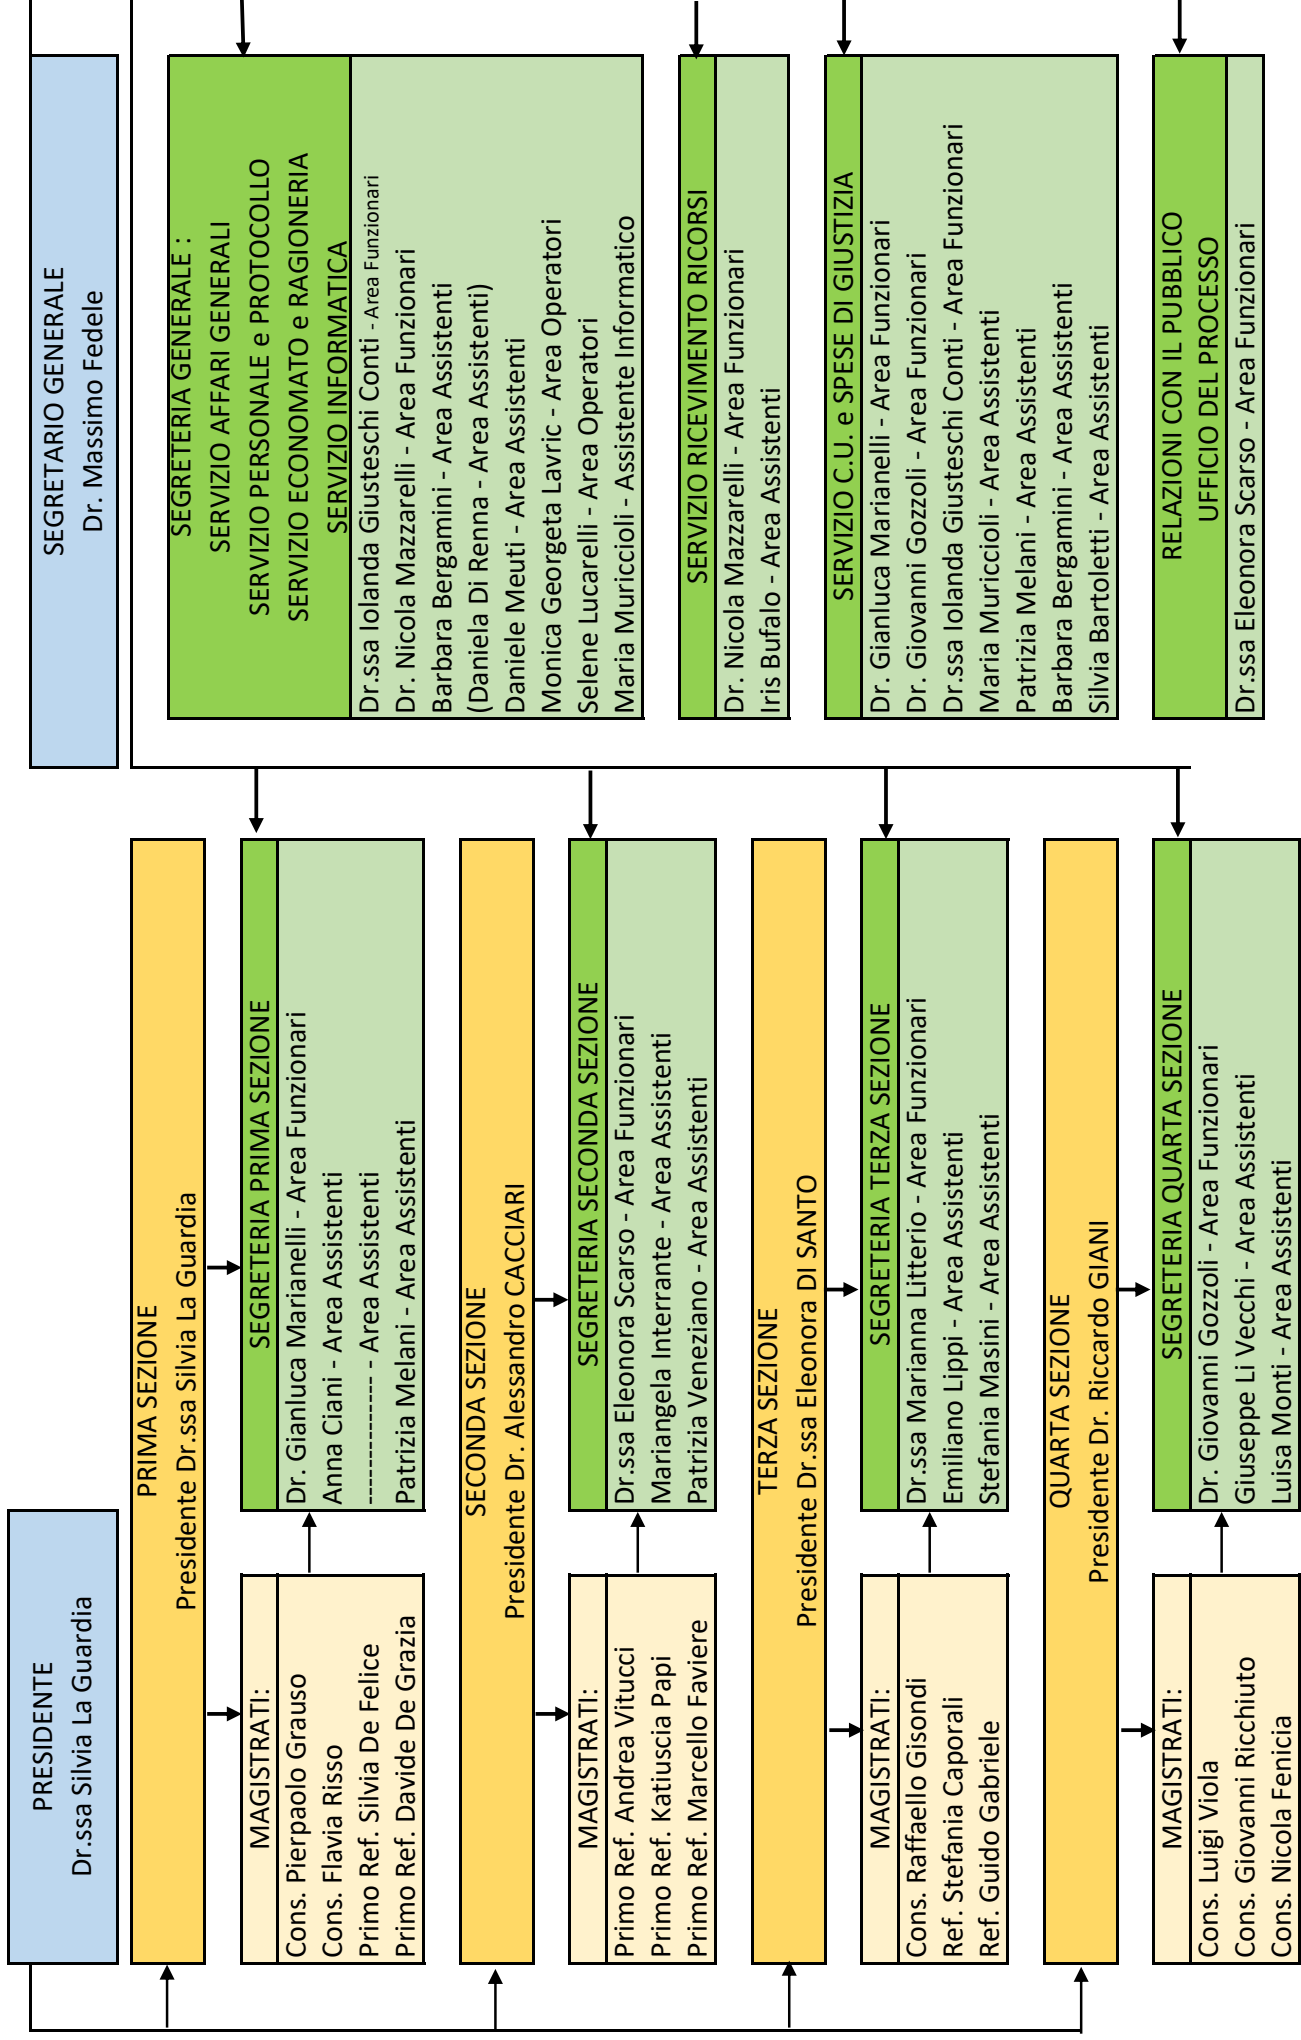 PRESIDENTE
Dr.ssa Silvia La Guardia
SEGRETARIO GENERALE
Dr. Massimo Fedele
PRIMA SEZIONE
Presidente Dr.ssa Silvia La Guardia
MAGISTRATI:
Cons. Pierpaolo Grauso
Cons. Flavia Risso
Primo Ref. Silvia De Felice
Primo Ref. Davide De Grazia
SEGRETERIA PRIMA SEZIONE
Dr. Gianluca Marianelli - Area Funzionari
Anna Ciani - Area Assistenti
-------------- - Area Assistenti
Patrizia Melani - Area Assistenti
SECONDA SEZIONE
Presidente Dr. Alessandro CACCIARI
MAGISTRATI:
Primo Ref. Andrea Vitucci
Primo Ref. Katiuscia Papi
Primo Ref. Marcello Faviere
SEGRETERIA SECONDA SEZIONE
Dr.ssa Eleonora Scarso - Area Funzionari
Mariangela Interrante - Area Assistenti
Patrizia Veneziano - Area Assistenti
TERZA SEZIONE
Presidente Dr.ssa Eleonora DI SANTO
MAGISTRATI:
Cons. Raffaello Gisondi
Ref. Stefania Caporali
Ref. Guido Gabriele
SEGRETERIA TERZA SEZIONE
Dr.ssa Marianna Litterio - Area Funzionari
Emiliano Lippi - Area Assistenti
Stefania Masini - Area Assistenti
QUARTA SEZIONE
Presidente Dr. Riccardo GIANI
MAGISTRATI:
Cons. Luigi Viola
Cons. Giovanni Ricchiuto
Cons. Nicola Fenicia
SEGRETERIA QUARTA SEZIONE
Dr. Giovanni Gozzoli - Area Funzionari
Giuseppe Li Vecchi - Area Assistenti
Luisa Monti - Area Assistenti
SEGRETERIA GENERALE :
SERVIZIO AFFARI GENERALI
SERVIZIO PERSONALE e PROTOCOLLO
SERVIZIO ECONOMATO e RAGIONERIA
SERVIZIO INFORMATICA
Dr.ssa Iolanda Giusteschi Conti - Area Funzionari
Dr. Nicola Mazzarelli - Area Funzionari
Barbara Bergamini - Area Assistenti
(Daniela Di Renna - Area Assistenti)
Daniele Meuti - Area Assistenti
Monica Georgeta Lavric - Area Operatori
Selene Lucarelli - Area Operatori
Maria Muriccioli - Assistente Informatico
SERVIZIO RICEVIMENTO RICORSI
Dr. Nicola Mazzarelli - Area Funzionari
Iris Bufalo - Area Assistenti
SERVIZIO C.U. e SPESE DI GIUSTIZIA
Dr. Gianluca Marianelli - Area Funzionari
Dr. Giovanni Gozzoli - Area Funzionari
Dr.ssa Iolanda Giusteschi Conti - Area Funzionari
Maria Muriccioli - Area Assistenti
Patrizia Melani - Area Assistenti
Barbara Bergamini - Area Assistenti
Silvia Bartoletti - Area Assistenti
RELAZIONI CON IL PUBBLICO
UFFICIO DEL PROCESSO
Dr.ssa Eleonora Scarso - Area Funzionari